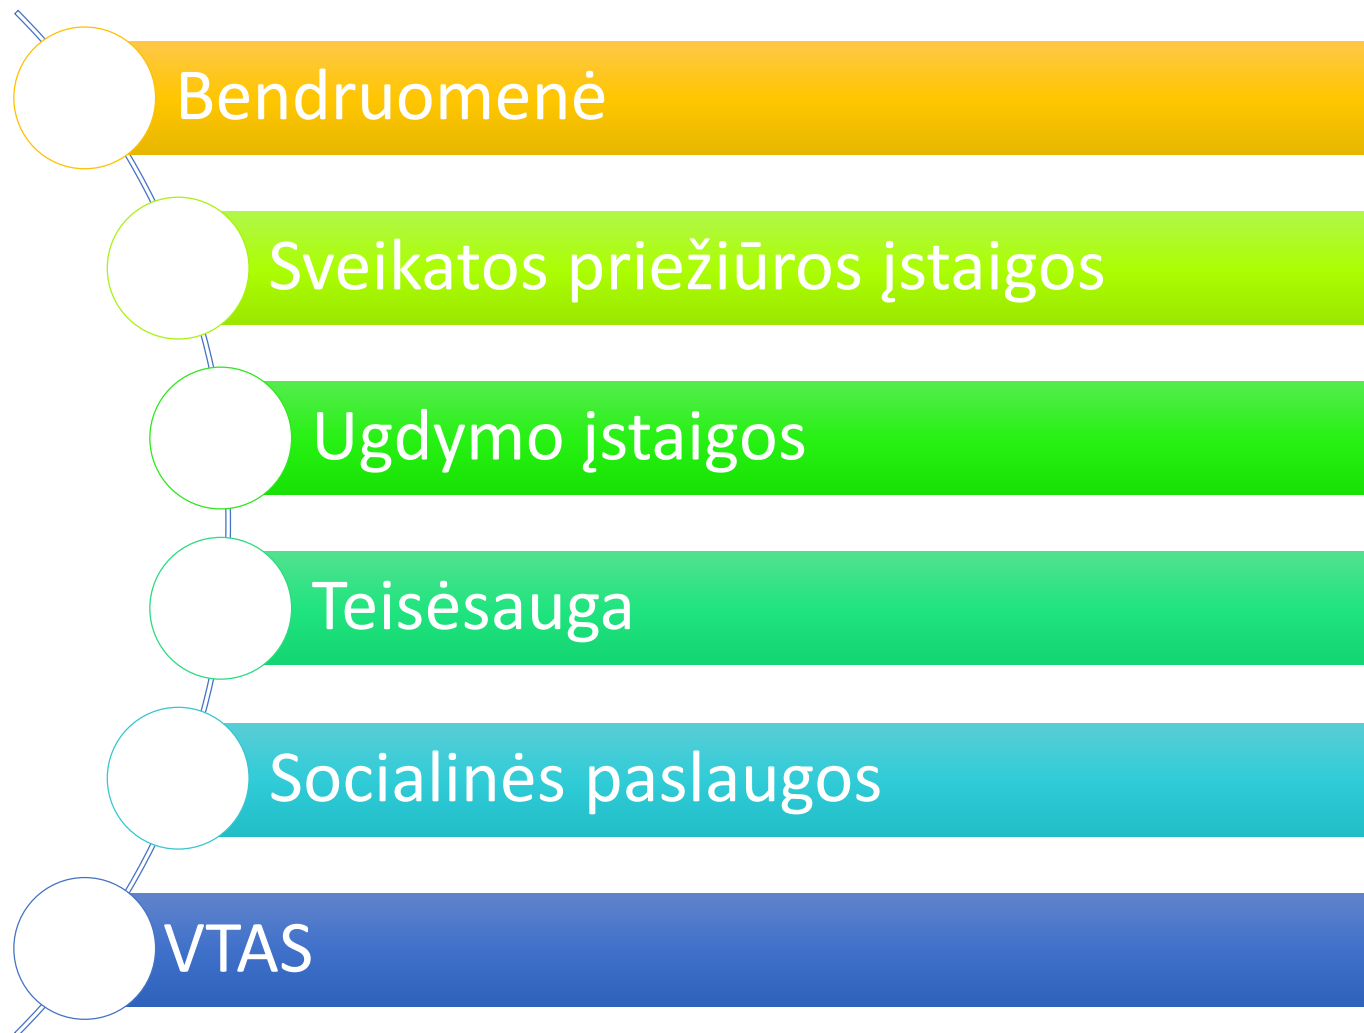 Bendruomenė
Sveikatos priežiūros įstaigos
Ugdymo įstaigos
Teisėsauga
Socialinės paslaugos
VTAS